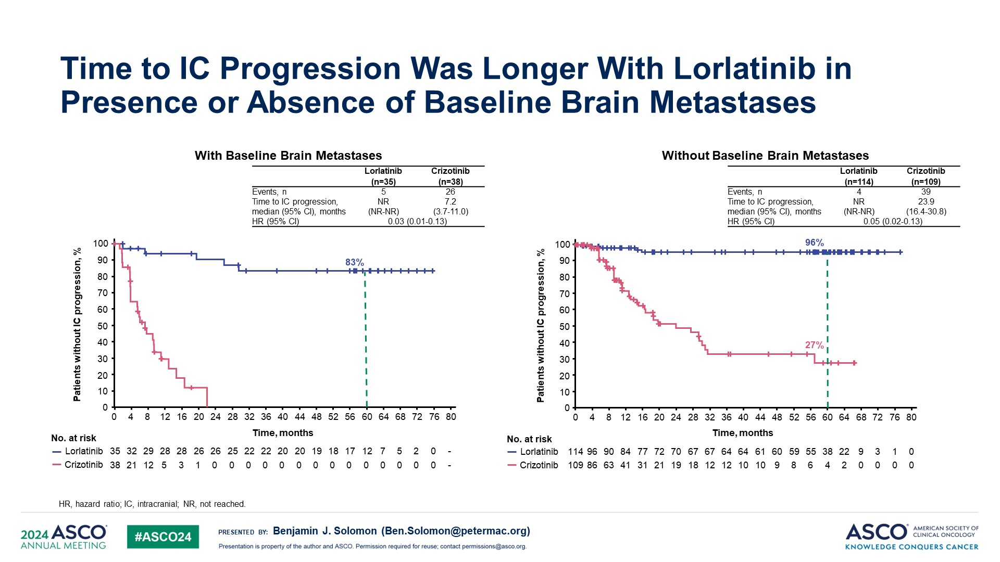 Time to IC Progression Was Longer With Lorlatinib in
Presence or Absence of Baseline Brain Metastases
With Baseline Brain Metastases
Lorlatinib Crizotinib
(n=35) (n=38)
Events, n 5 26
Time to IC progression, NR 7.2
median (95% CI), months (NR-NR) (3.7-11.0)
HR (95% CI) 0.03 (0.01-0.13)
Patients without IC progression, %
100
90
80
70
60
50
40
30
20
10
0
83%
0 4 8 12 16 20 24 28 32 36 40 44 48 52 56 60 64 68 72 76 80
Time, months
No. at risk
Lorlatinib 35 32 29 28 28 26 26 25 22 22 20 20 19 18 17 12 7 5 2 0 -
Crizotinib 38 21 12 5 3 1 0 0 0 0 0 0 0 0 0 0 0 0 0 0 -
Without Baseline Brain Metastases
Lorlatinib Crizotinib
(n=114) (n=109)
Events, n 4 39
Time to IC progression, NR 23.9
median (95% CI), months (NR-NR) (16.4-30.8)
HR (95% CI) 0.05 (0.02-0.13)
Patients without IC progression, %
100
90
80
70
60
50
40
30
20
10
0
96%
27%
0 4 8 12 16 20 24 28 32 36 40 44 48 52 56 60 64 68 72 76 80
Time, months
No. at risk
Lorlatinib 114 96 90 84 77 72 70 67 67 64 64 61 60 59 55 38 22 9 3 1 0
Crizotinib 109 86 63 41 31 21 19 18 12 12 10 10 9 8 6 4 2 0 0 0 0
HR, hazard ratio; IC, intracranial; NR, not reached.
2024 ASCO
ANNUAL MEETING
#ASCO24
PRESENTED BY: Benjamin J. Solomon (Ben.Solomon@petermac.org)
Presentation is property of the author and ASCO. Permission required for reuse; contact permissions@asco.org.
ASCO AMERICAN SOCIETY OF
CLINICAL ONCOLOGY
KNOWLEDGE CONQUERS CANCER